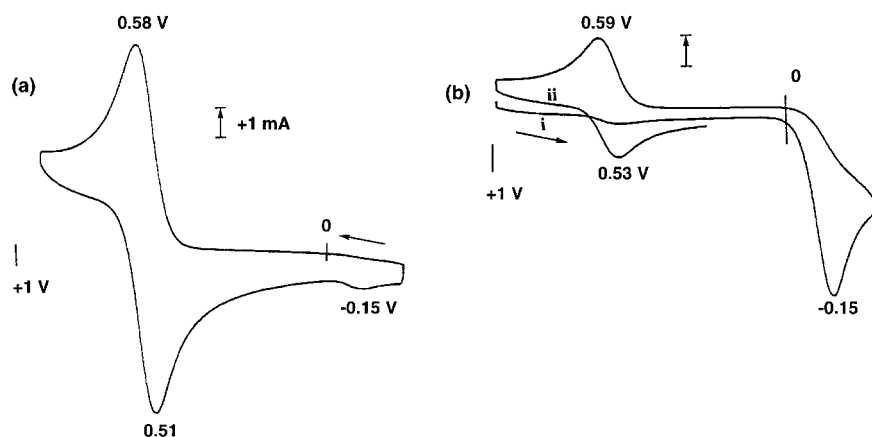 0.58 V
(a)
+1 mA
0
+1 V
-0.15 V
0.51
0.59 V
(b)
0
ii
i
+1 V
0.53 V
-0.15